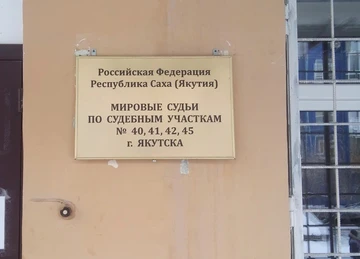 Российская Федерация
Республика Саха (Якутия)
МИРОВЫЕ СУДЬИ
ПО СУДЕБНЫМ УЧАСТКАМ
№ 40, 41, 42, 45
г. ЯКУТСКА